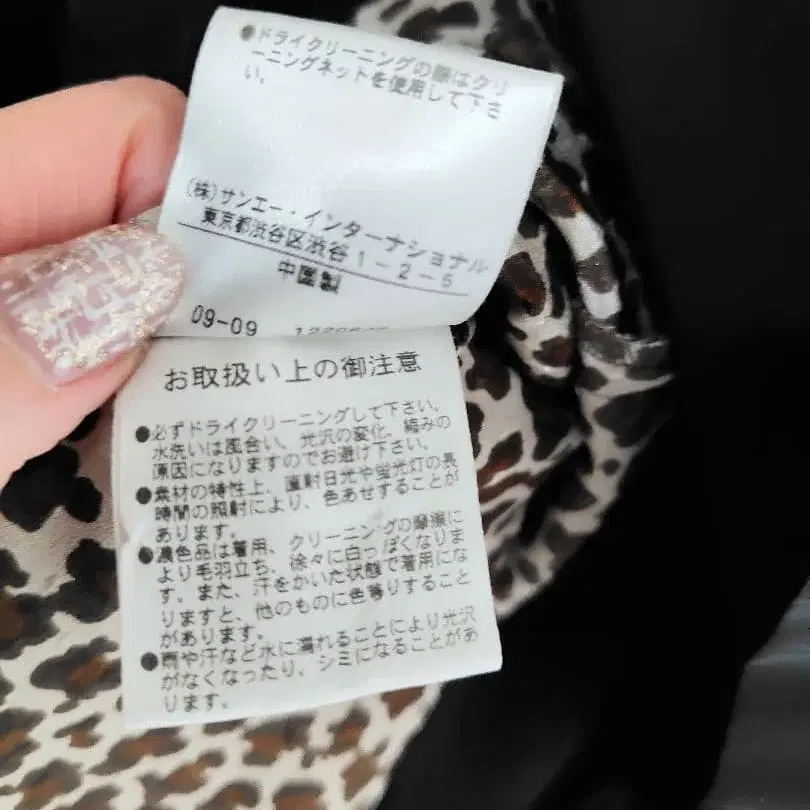 ●ドライクリーニングの際はクリ
ーニングネットを使用して下さ
い。
(株)サンエー・インターナショナル
東京都渋谷区渋谷1-2-5
中国製
09-09
お取扱い上の御注意
●必ずドライクリーニングして下さい。
水洗いは風合い、光沢の変化、縮みの
原因になりますのでお避け下さい。
●素材の特性上、直射日光や蛍光灯の長
時間の照射により、色あせすることが
あります。
●濃色品は着用、クリーニングの摩擦に
より毛羽立ち、徐々に白っぽくなりま
す。また、汗をかいた状態で着用にな
りますと、他のものに色移りすること
があります。
●雨や汗など水に濡れることにより光沢
がなくなったり、シミになることがあ
ります。